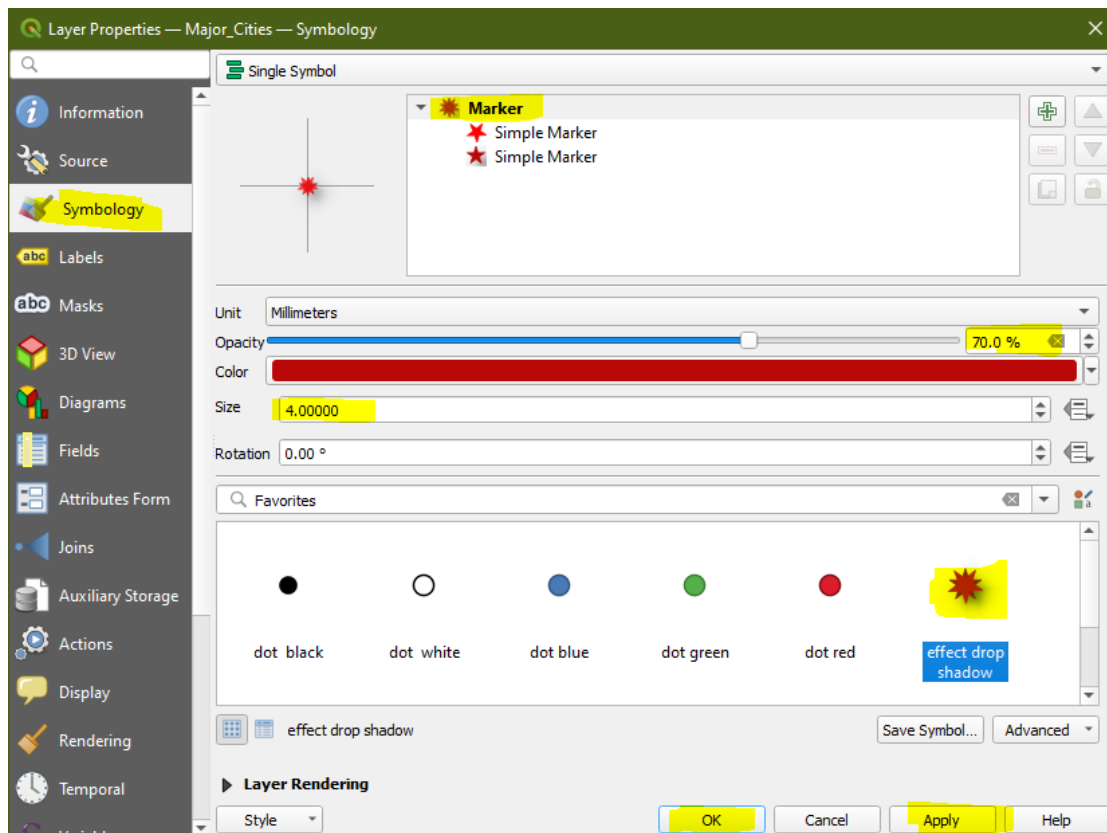 Layer Properties — Major_Cities — Symbology
Single Symbol
Information
Source
Symbology
Labels
Masks
3D View
Diagrams
Fields
Attributes Form
Joins
Auxiliary Storage
Actions
Display
Rendering
Temporal
abc
abc
Marker
Simple Marker
Simple Marker
Unit Millimeters
Opacity 70.0 %
Color
Size 4.00000
Rotation 0.00 °
Favorites
dot black dot white dot blue dot green dot red effect drop
shadow
effect drop shadow Save Symbol... Advanced
Layer Rendering
Style OK Cancel Apply Help